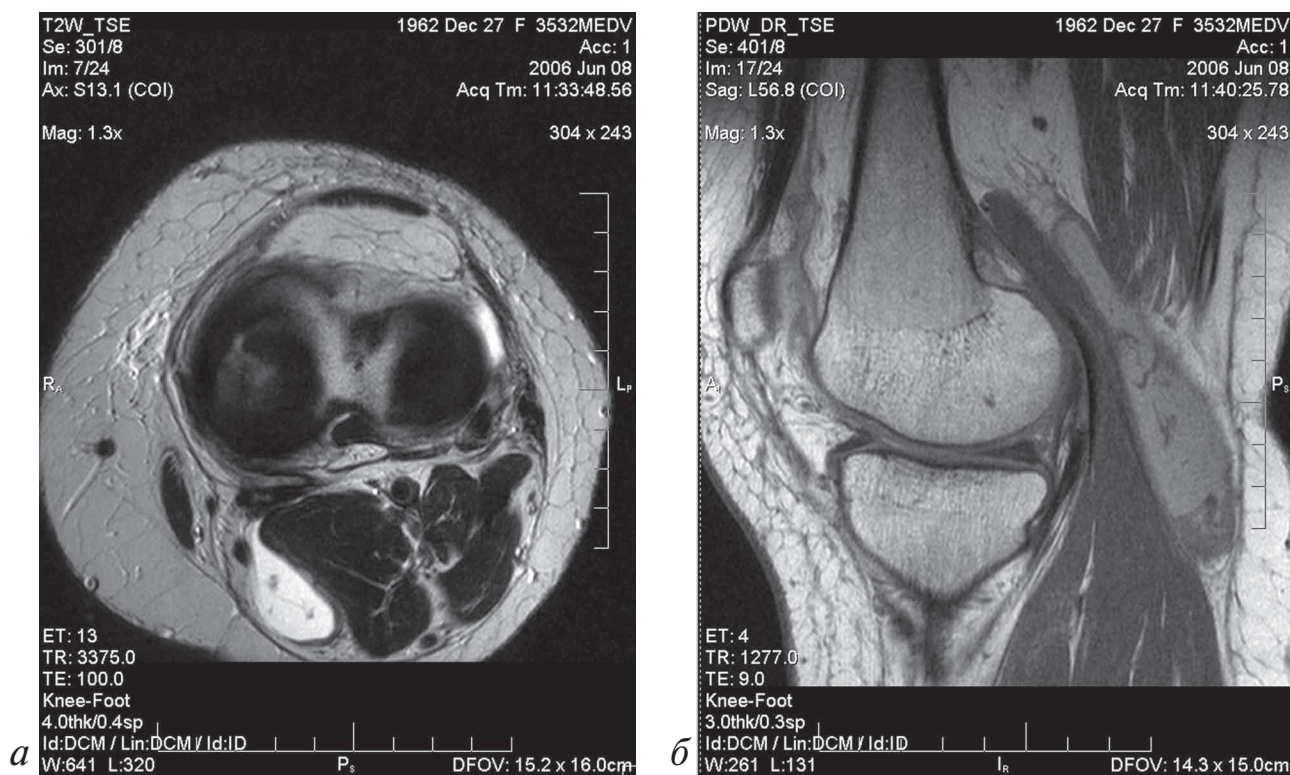 T2W_TSE
Se: 301/8
Im: 7/24
Ax: S13.1 (COI)
Mag: 1.3x
1962 Dec 27 F 3532MEDV
Acc: 1
2006 Jun 08
Acq Tm: 11:33:48.56
304 x 243
RA
LP
ET: 13
TR: 3375.0
TE: 100.0
Knee-Foot
4.0thk/0.4sp
Id:DCM / Lin:DCM / Id:ID
W:641 L:320
PS
DFOV: 15.2 x 16.0cm
а
PDW_DR_TSE
Se: 401/8
Im: 17/24
Sag: L56.8 (COI)
Mag: 1.3x
1962 Dec 27 F 3532MEDV
Acc: 1
2006 Jun 08
Acq Tm: 11:40:25.78
304 x 243
AI
PS
ET: 4
TR: 1277.0
TE: 9.0
Knee-Foot
3.0thk/0.3sp
Id:DCM / Lin:DCM / Id:ID
W:261 L:131
IR
DFOV: 14.3 x 15.0cm
б